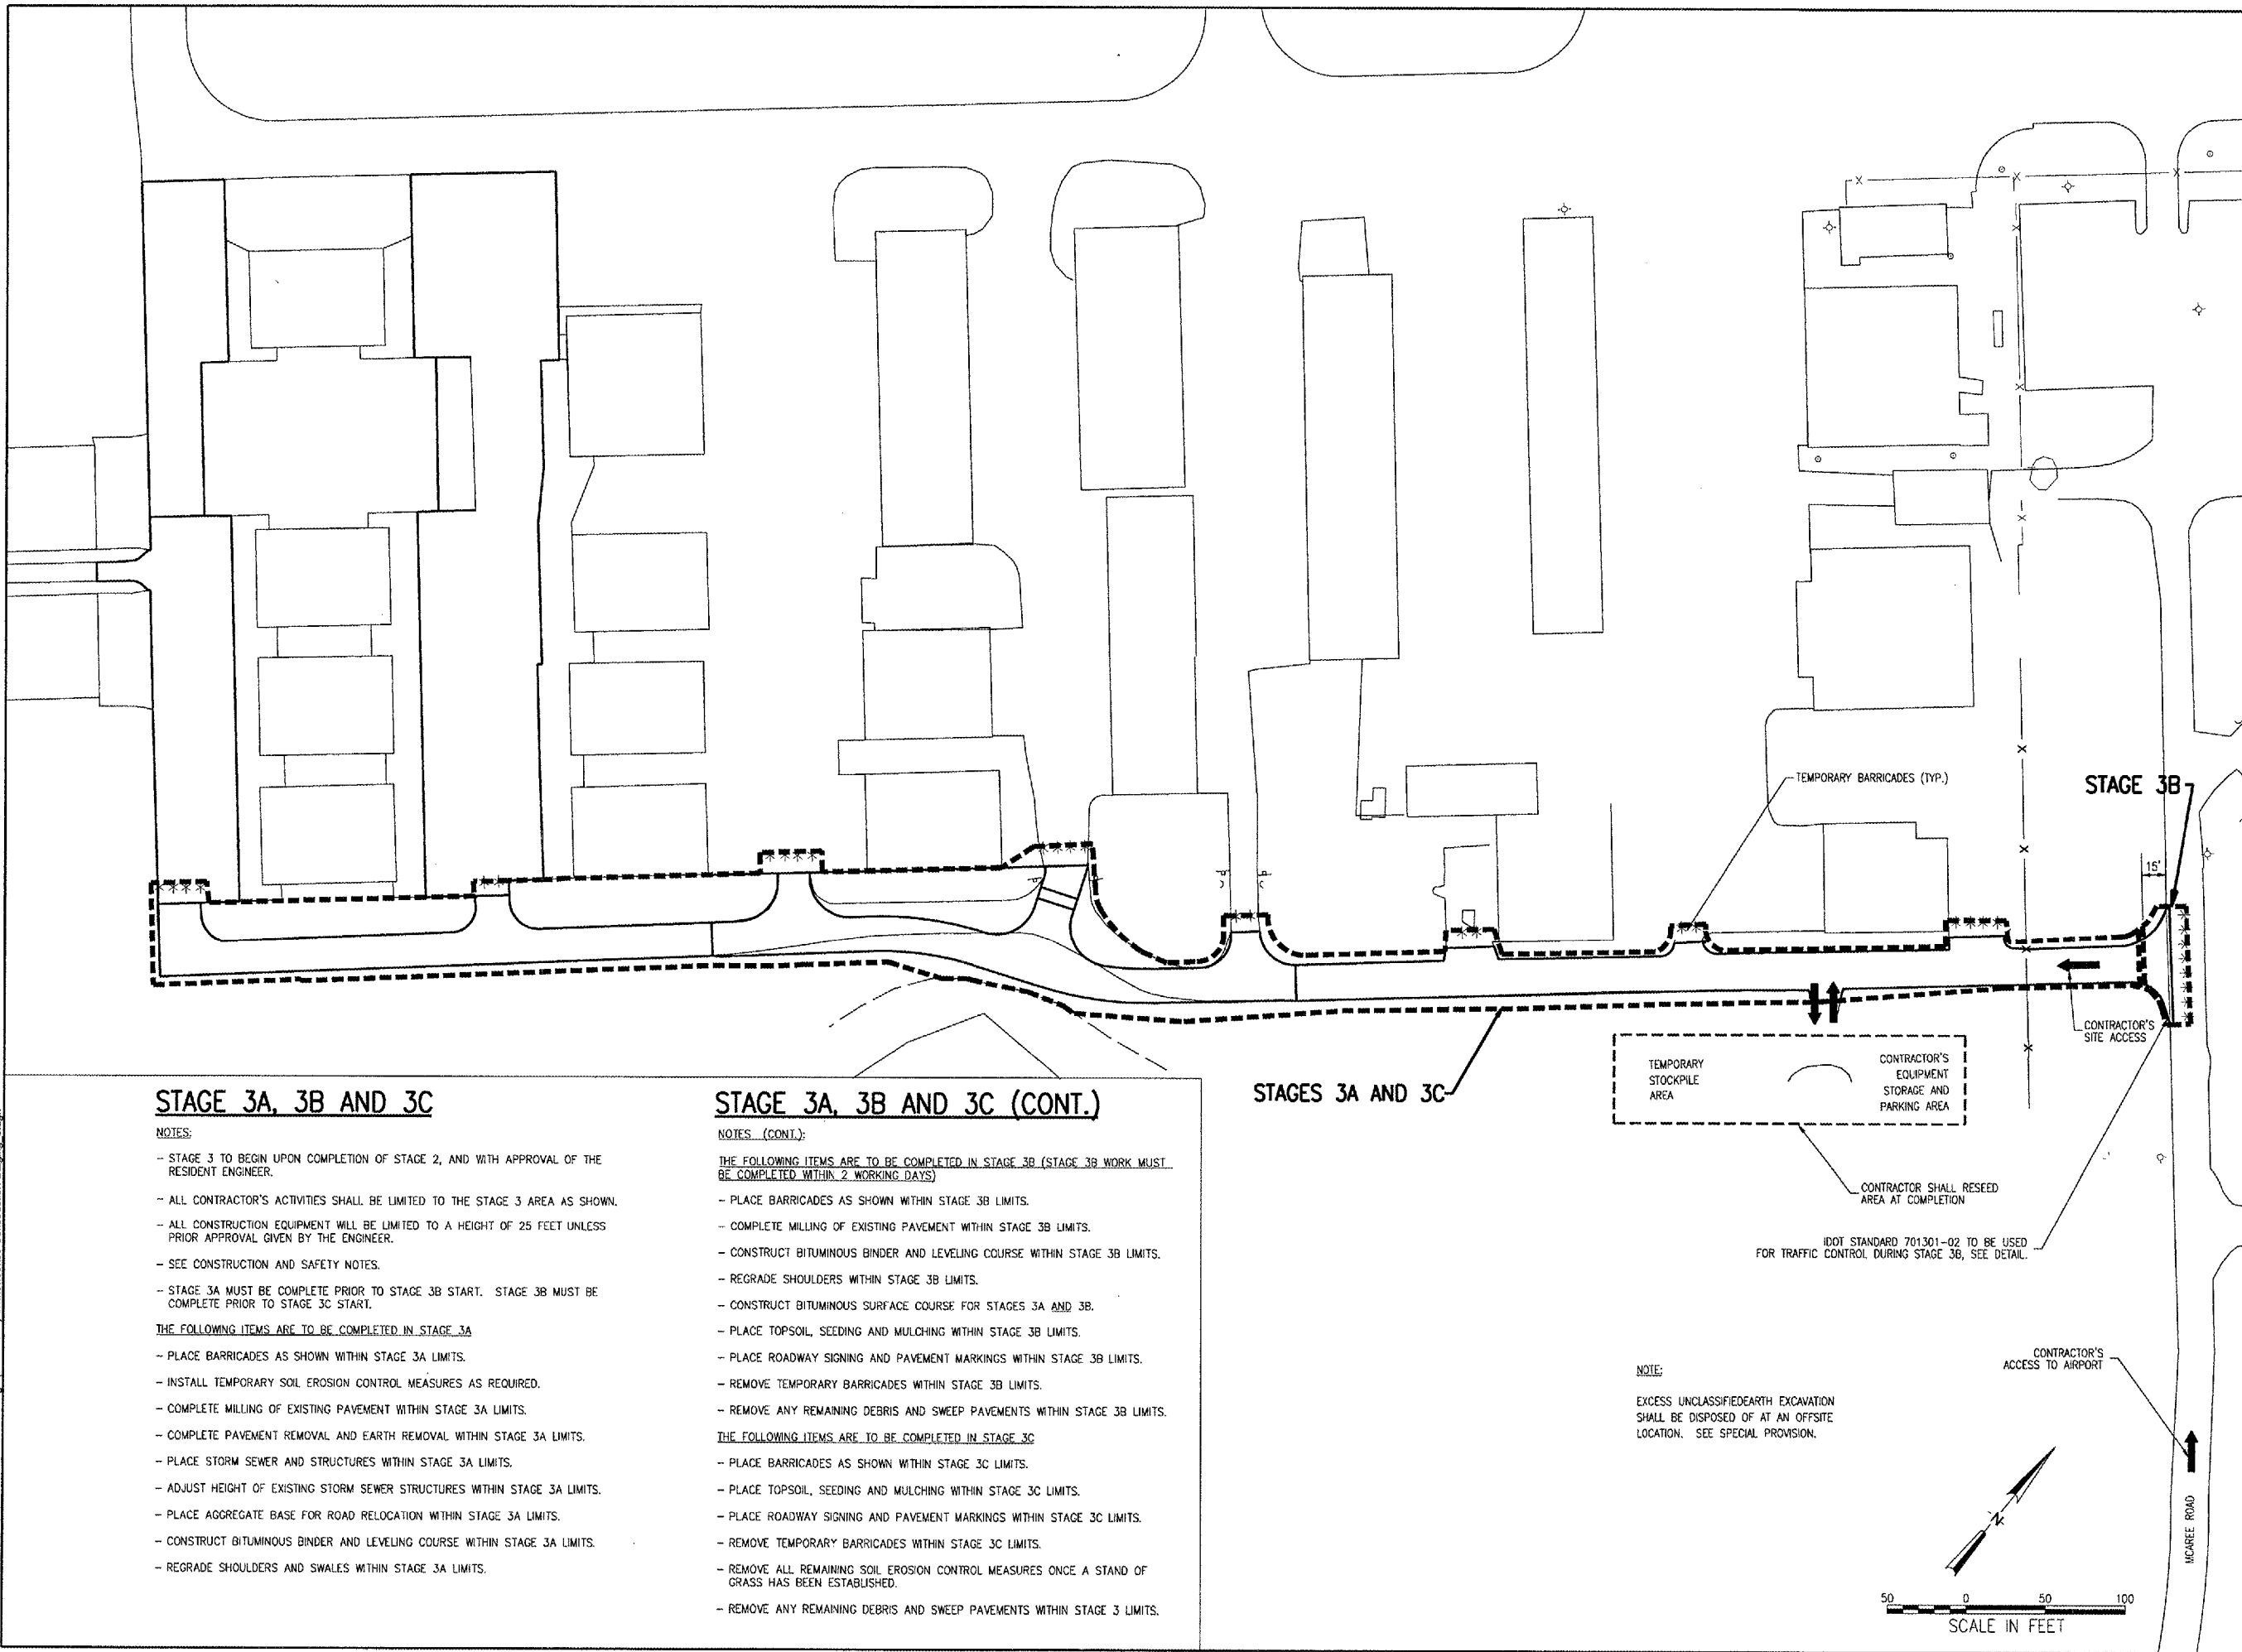 TEMPORARY BARRICADES (TYP.)
STAGE 3B
15'
CONTRACTOR'S
SITE ACCESS
TEMPORARY
STOCKPILE
AREA
CONTRACTOR'S
EQUIPMENT
STORAGE AND
PARKING AREA
STAGES 3A AND 3C
CONTRACTOR SHALL RESEED
AREA AT COMPLETION
IDOT STANDARD 701301-02 TO BE USED
FOR TRAFFIC CONTROL DURING STAGE 3B, SEE DETAIL.
STAGE 3A, 3B AND 3C
NOTES:
- STAGE 3 TO BEGIN UPON COMPLETION OF STAGE 2, AND WITH APPROVAL OF THE
RESIDENT ENGINEER.
- ALL CONTRACTOR'S ACTIVITIES SHALL BE LIMITED TO THE STAGE 3 AREA AS SHOWN.
- ALL CONSTRUCTION EQUIPMENT WILL BE LIMITED TO A HEIGHT OF 25 FEET UNLESS
PRIOR APPROVAL GIVEN BY THE ENGINEER.
- SEE CONSTRUCTION AND SAFETY NOTES.
- STAGE 3A MUST BE COMPLETE PRIOR TO STAGE 3B START. STAGE 3B MUST BE
COMPLETE PRIOR TO STAGE 3C START.
THE FOLLOWING ITEMS ARE TO BE COMPLETED IN STAGE 3A
- PLACE BARRICADES AS SHOWN WITHIN STAGE 3A LIMITS.
- INSTALL TEMPORARY SOIL EROSION CONTROL MEASURES AS REQUIRED.
- COMPLETE MILLING OF EXISTING PAVEMENT WITHIN STAGE 3A LIMITS.
- COMPLETE PAVEMENT REMOVAL AND EARTH REMOVAL WITHIN STAGE 3A LIMITS.
- PLACE STORM SEWER AND STRUCTURES WITHIN STAGE 3A LIMITS.
- ADJUST HEIGHT OF EXISTING STORM SEWER STRUCTURES WITHIN STAGE 3A LIMITS.
- PLACE AGGREGATE BASE FOR ROAD RELOCATION WITHIN STAGE 3A LIMITS.
- CONSTRUCT BITUMINOUS BINDER AND LEVELING COURSE WITHIN STAGE 3A LIMITS.
- REGRADE SHOULDERS AND SWALES WITHIN STAGE 3A LIMITS.
STAGE 3A, 3B AND 3C (CONT.)
NOTES (CONT.):
THE FOLLOWING ITEMS ARE TO BE COMPLETED IN STAGE 3B (STAGE 3B WORK MUST
BE COMPLETED WITHIN 2 WORKING DAYS)
- PLACE BARRICADES AS SHOWN WITHIN STAGE 3B LIMITS.
- COMPLETE MILLING OF EXISTING PAVEMENT WITHIN STAGE 3B LIMITS.
- CONSTRUCT BITUMINOUS BINDER AND LEVELING COURSE WITHIN STAGE 3B LIMITS.
- REGRADE SHOULDERS WITHIN STAGE 3B LIMITS.
- CONSTRUCT BITUMINOUS SURFACE COURSE FOR STAGES 3A AND 3B.
- PLACE TOPSOIL, SEEDING AND MULCHING WITHIN STAGE 3B LIMITS.
- PLACE ROADWAY SIGNING AND PAVEMENT MARKINGS WITHIN STAGE 3B LIMITS.
- REMOVE TEMPORARY BARRICADES WITHIN STAGE 3B LIMITS.
- REMOVE ANY REMAINING DEBRIS AND SWEEP PAVEMENTS WITHIN STAGE 3B LIMITS.
THE FOLLOWING ITEMS ARE TO BE COMPLETED IN STAGE 3C
- PLACE BARRICADES AS SHOWN WITHIN STAGE 3C LIMITS.
- PLACE TOPSOIL, SEEDING AND MULCHING WITHIN STAGE 3C LIMITS.
- PLACE ROADWAY SIGNING AND PAVEMENT MARKINGS WITHIN STAGE 3C LIMITS.
- REMOVE TEMPORARY BARRICADES WITHIN STAGE 3C LIMITS.
- REMOVE ALL REMAINING SOIL EROSION CONTROL MEASURES ONCE A STAND OF
GRASS HAS BEEN ESTABLISHED.
- REMOVE ANY REMAINING DEBRIS AND SWEEP PAVEMENTS WITHIN STAGE 3 LIMITS.
NOTE:
EXCESS UNCLASSIFIEDEARTH EXCAVATION
SHALL BE DISPOSED OF AT AN OFFSITE
LOCATION. SEE SPECIAL PROVISION.
CONTRACTOR'S
ACCESS TO AIRPORT
MCAREE ROAD
N
50 0 50 100
SCALE IN FEET